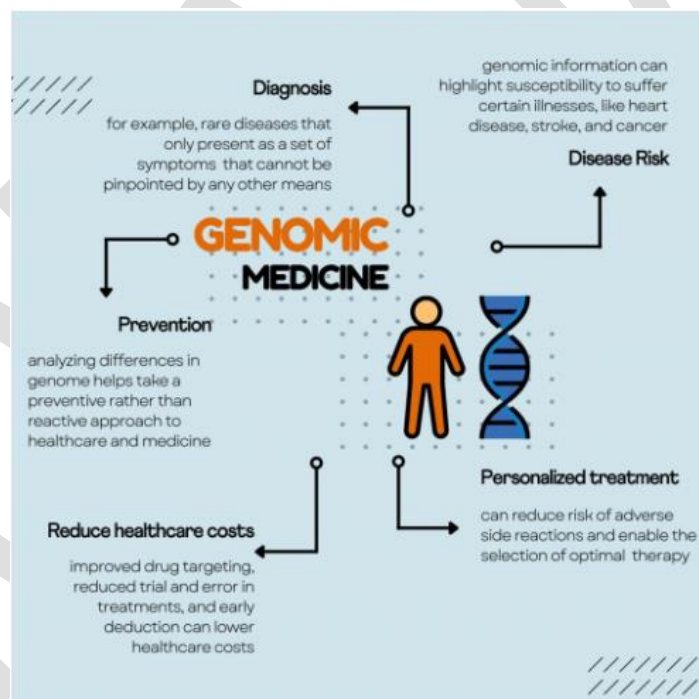 Diagnosis
for example, rare diseases that
only present as a set of
symptoms that cannot be
pinpointed by any other means
genomic information can
highlight susceptibility to suffer
certain illnesses, like heart
disease, stroke, and cancer
Disease Risk
GENOMIC
MEDICINE
Prevention
analyzing differences in
genome helps take a
preventive rather than
reactive approach to
healthcare and medicine
Personalized treatment
can reduce risk of adverse
side reactions and enable the
selection of optimal therapy
Reduce healthcare costs
improved drug targeting,
reduced trial and error in
treatments, and early
deduction can lower
healthcare costs